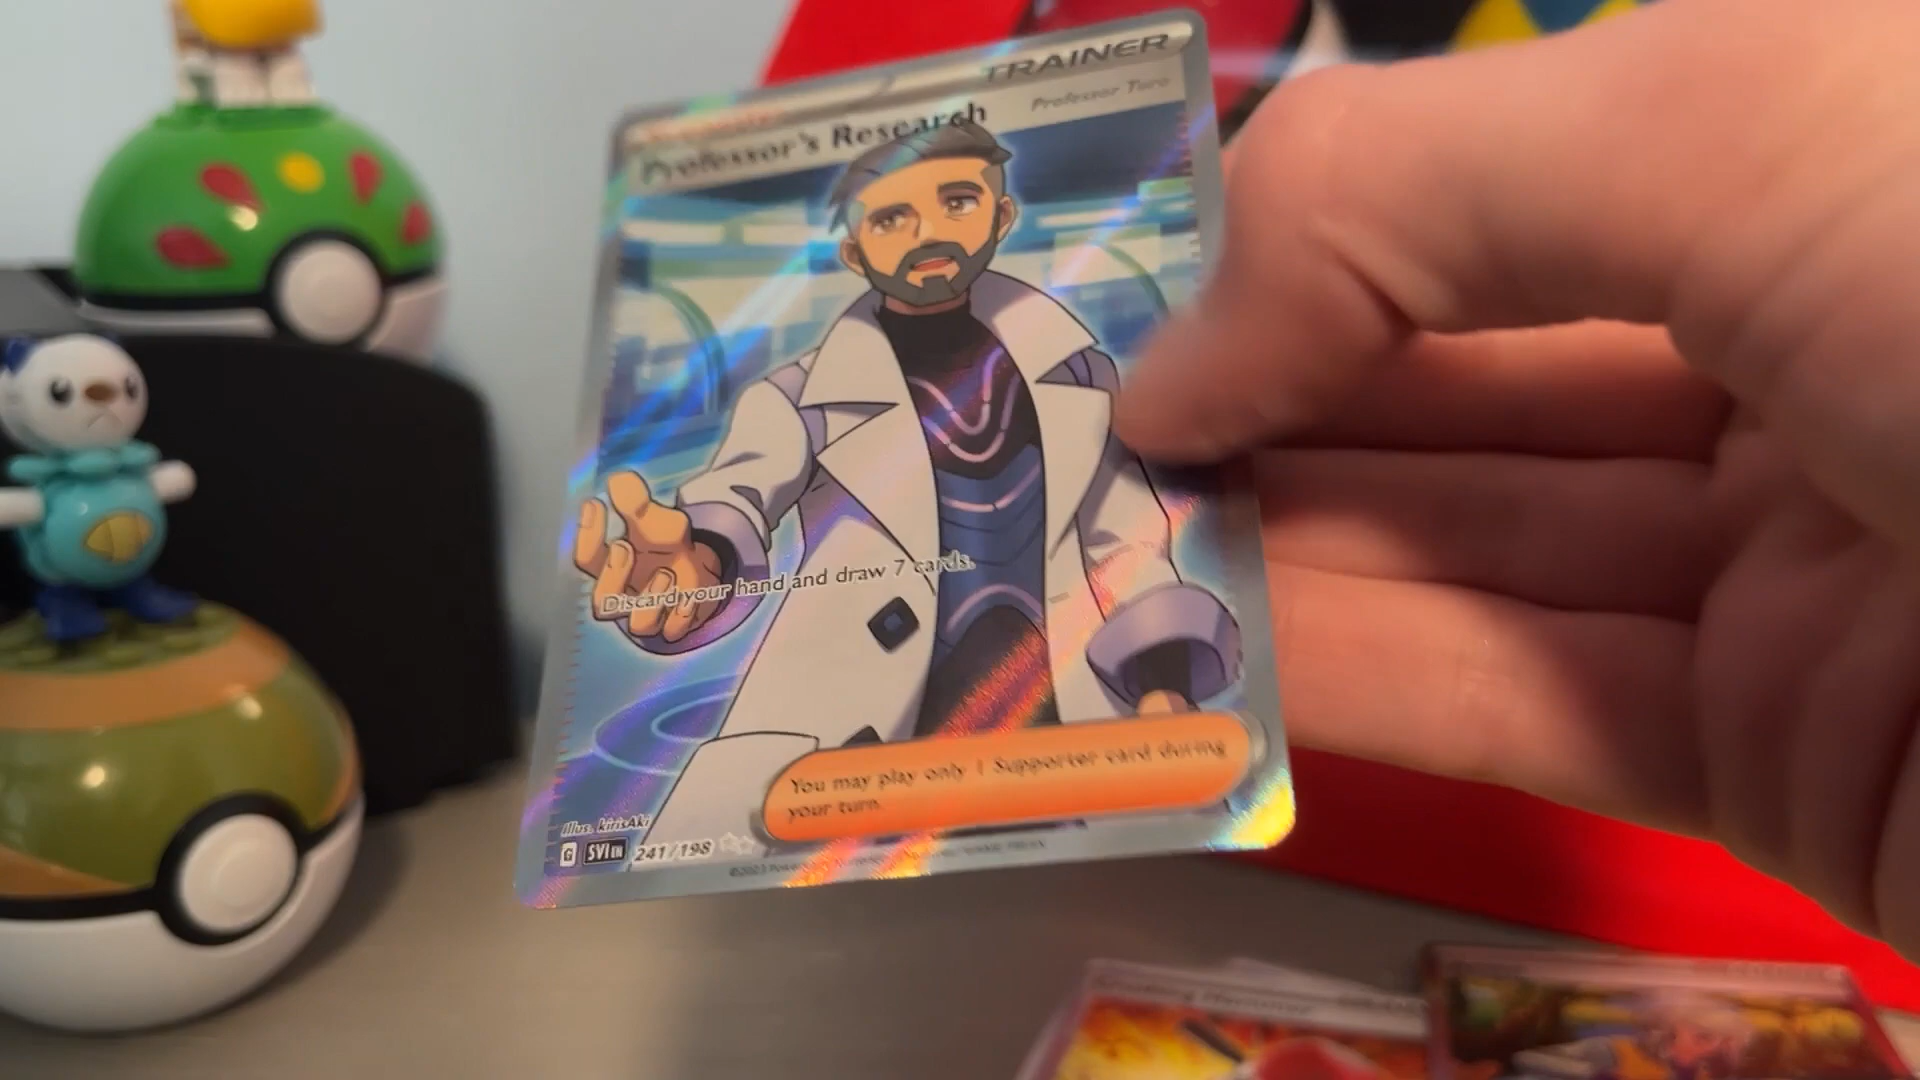 TRAINER
Professor's Research
Professor Turo
Discard your hand and draw 7 cards.
You may play only 1 Supporter card during
your turn.
Illus. kirisAki
G SVI EN 241/198